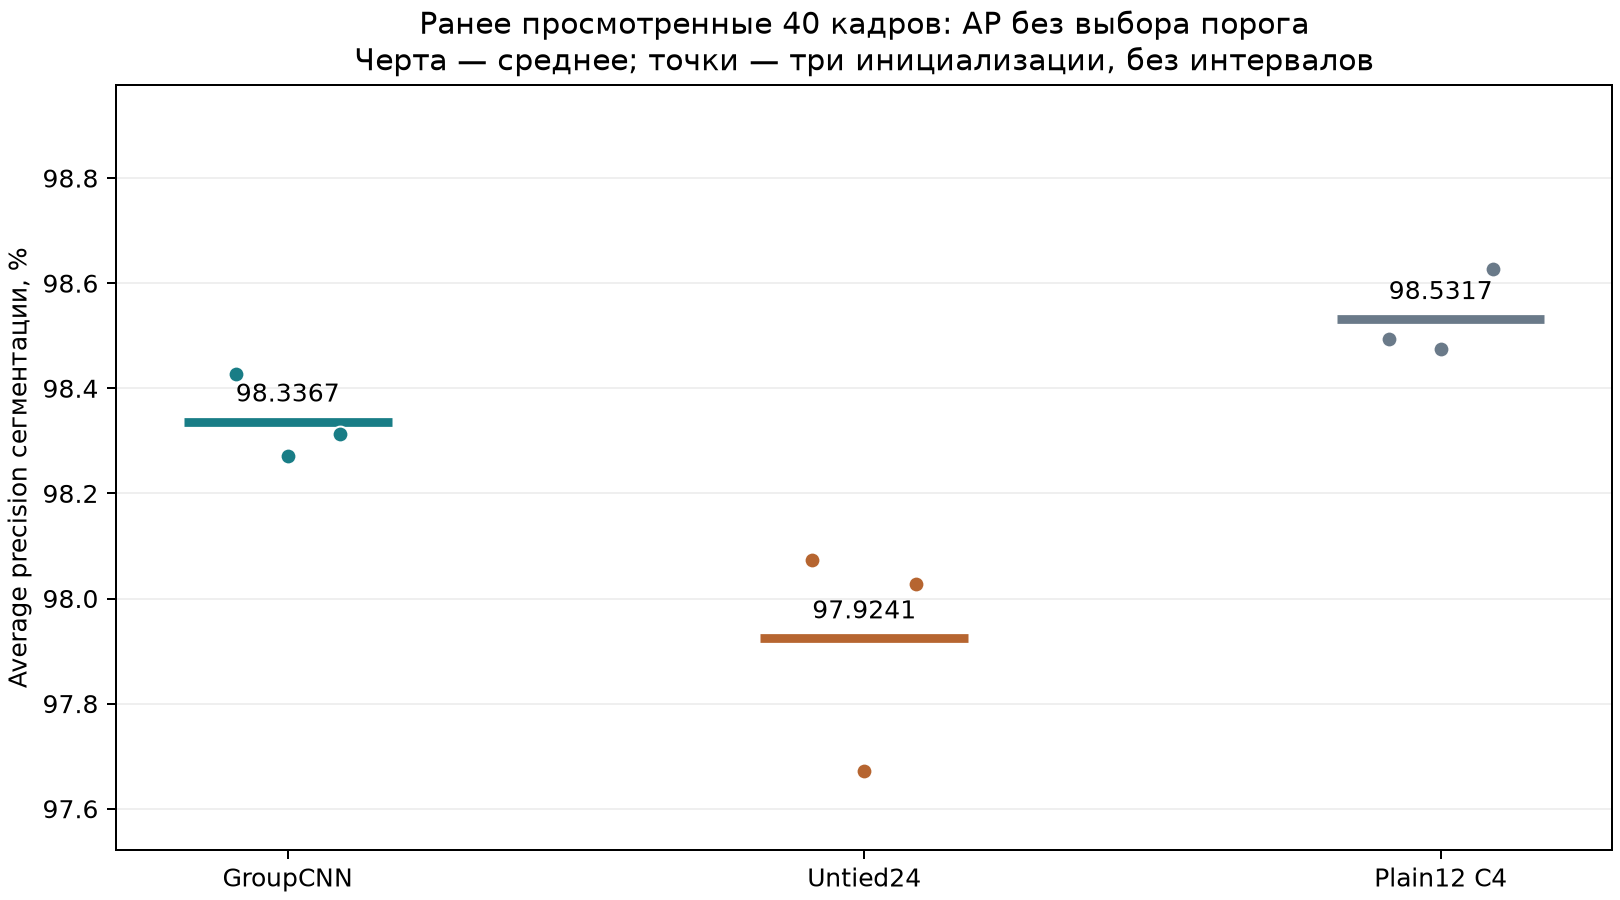 Ранее просмотренные 40 кадров: AP без выбора порога
Черта — среднее; точки — три инициализации, без интервалов
Average precision сегментации, %
98.8
98.6
98.4
98.2
98.0
97.8
97.6
98.3367
97.9241
98.5317
GroupCNN
Untied24
Plain12 C4